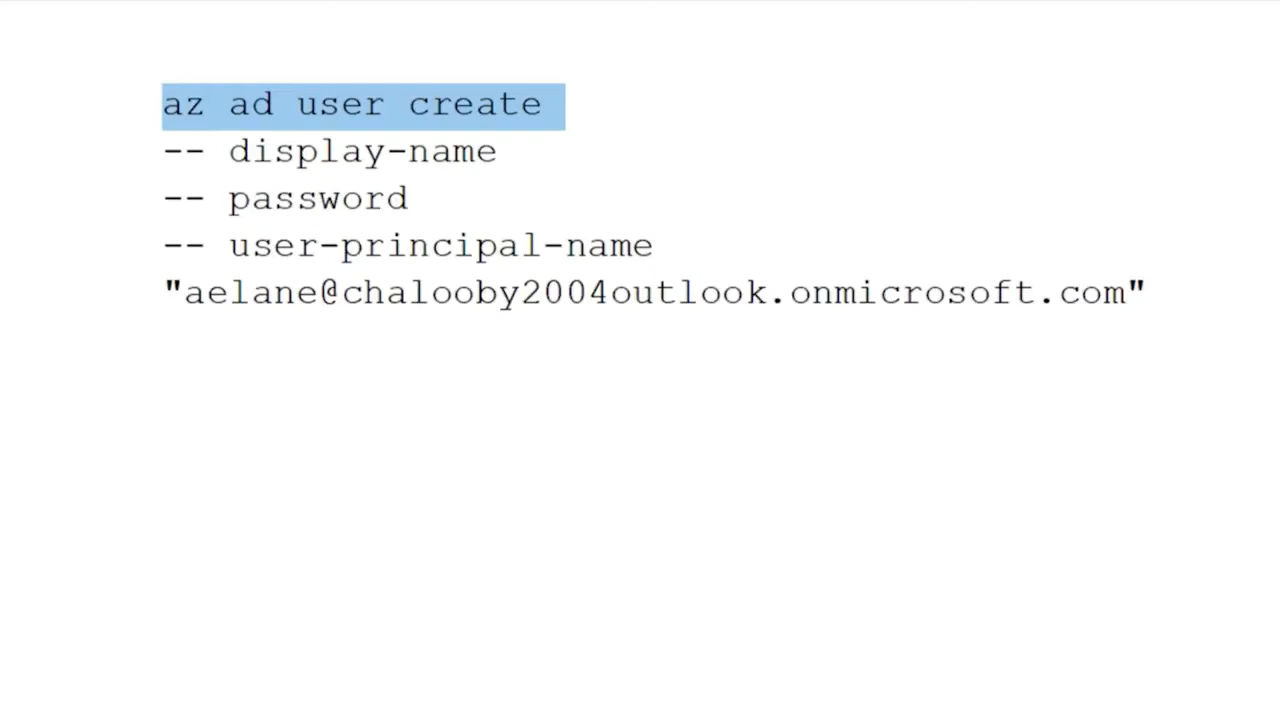 az ad user create
-- display-name
-- password
-- user-principal-name
"aelane@chalooby2004outlook.onmicrosoft.com"